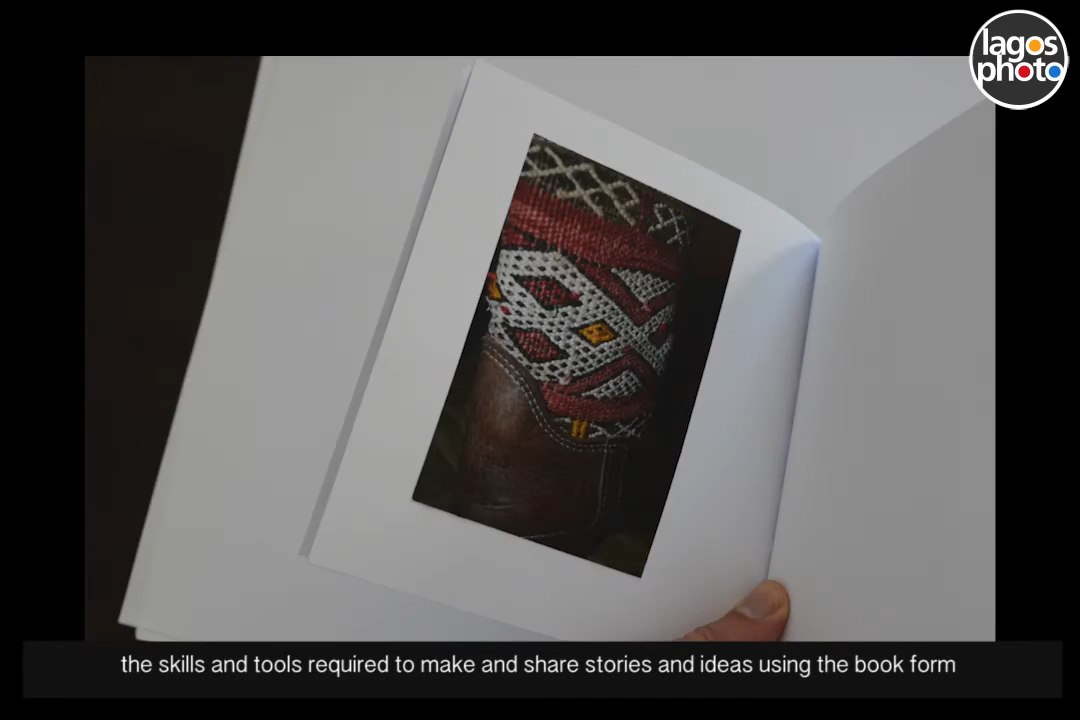 lagos
photo
the skills and tools required to make and share stories and ideas using the book form